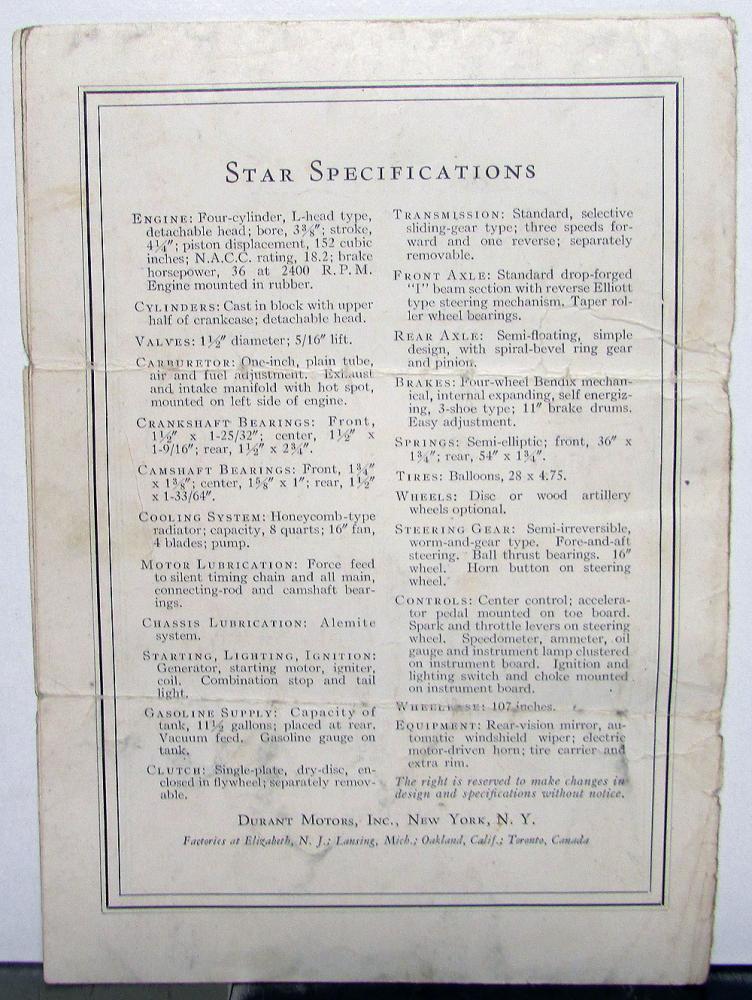 STAR SPECIFICATIONS
ENGINE: Four-cylinder, L-head type,
detachable head; bore, 3⅜"; stroke,
4¼"; piston displacement, 152 cubic
inches; N.A.C.C. rating, 18.2; brake
horsepower, 36 at 2400 R.P.M.
Engine mounted in rubber.
CYLINDERS: Cast in block with upper
half of crankcase; detachable head.
VALVES: 1½" diameter; 5/16" lift.
CARBURETOR: One-inch, plain tube,
air and fuel adjustment. Exhaust
and intake manifold with hot spot,
mounted on left side of engine.
CRANKSHAFT BEARINGS: Front,
1½" x 1-25/32"; center, 1½" x
1-9/16"; rear, 1½" x 2¾".
CAMSHAFT BEARINGS: Front, 1¾"
x 1⅜"; center, 1⅝" x 1"; rear, 1½"
x 1-33/64".
COOLING SYSTEM: Honeycomb-type
radiator; capacity, 8 quarts; 16" fan,
4 blades; pump.
MOTOR LUBRICATION: Force feed
to silent timing chain and all main,
connecting-rod and camshaft bear-
ings.
CHASSIS LUBRICATION: Alemite
system.
STARTING, LIGHTING, IGNITION:
Generator, starting motor, igniter,
coil. Combination stop and tail
light.
GASOLINE SUPPLY: Capacity of
tank, 11½ gallons; placed at rear.
Vacuum feed. Gasoline gauge on
tank.
CLUTCH: Single-plate, dry-disc, en-
closed in flywheel; separately remov-
able.
TRANSMISSION: Standard, selective
sliding-gear type; three speeds for-
ward and one reverse; separately
removable.
FRONT AXLE: Standard drop-forged
"I" beam section with reverse Elliott
type steering mechanism. Taper rol-
ler wheel bearings.
REAR AXLE: Semi-floating, simple
design, with spiral-bevel ring gear
and pinion.
BRAKES: Four-wheel Bendix mechan-
ical, internal expanding, self energiz-
ing, 3-shoe type; 11" brake drums.
Easy adjustment.
SPRINGS: Semi-elliptic; front, 36" x
1¾"; rear, 54" x 1¾".
TIRES: Balloons, 28 x 4.75.
WHEELS: Disc or wood artillery
wheels optional.
STEERING GEAR: Semi-irreversible,
worm-and-gear type. Fore-and-aft
steering. Ball thrust bearings. 16"
wheel. Horn button on steering
wheel.
CONTROLS: Center control; accelera-
tor pedal mounted on toe board.
Spark and throttle levers on steering
wheel. Speedometer, ammeter, oil
gauge and instrument lamp clustered
on instrument board. Ignition and
lighting switch and choke mounted
on instrument board.
WHEELBASE: 107 inches.
EQUIPMENT: Rear-vision mirror, au-
tomatic windshield wiper; electric
motor-driven horn; tire carrier and
extra rim.
The right is reserved to make changes in
design and specifications without notice.
DURANT MOTORS, INC., NEW YORK, N. Y.
Factories at Elizabeth, N. J.; Lansing, Mich.; Oakland, Calif.; Toronto, Canada